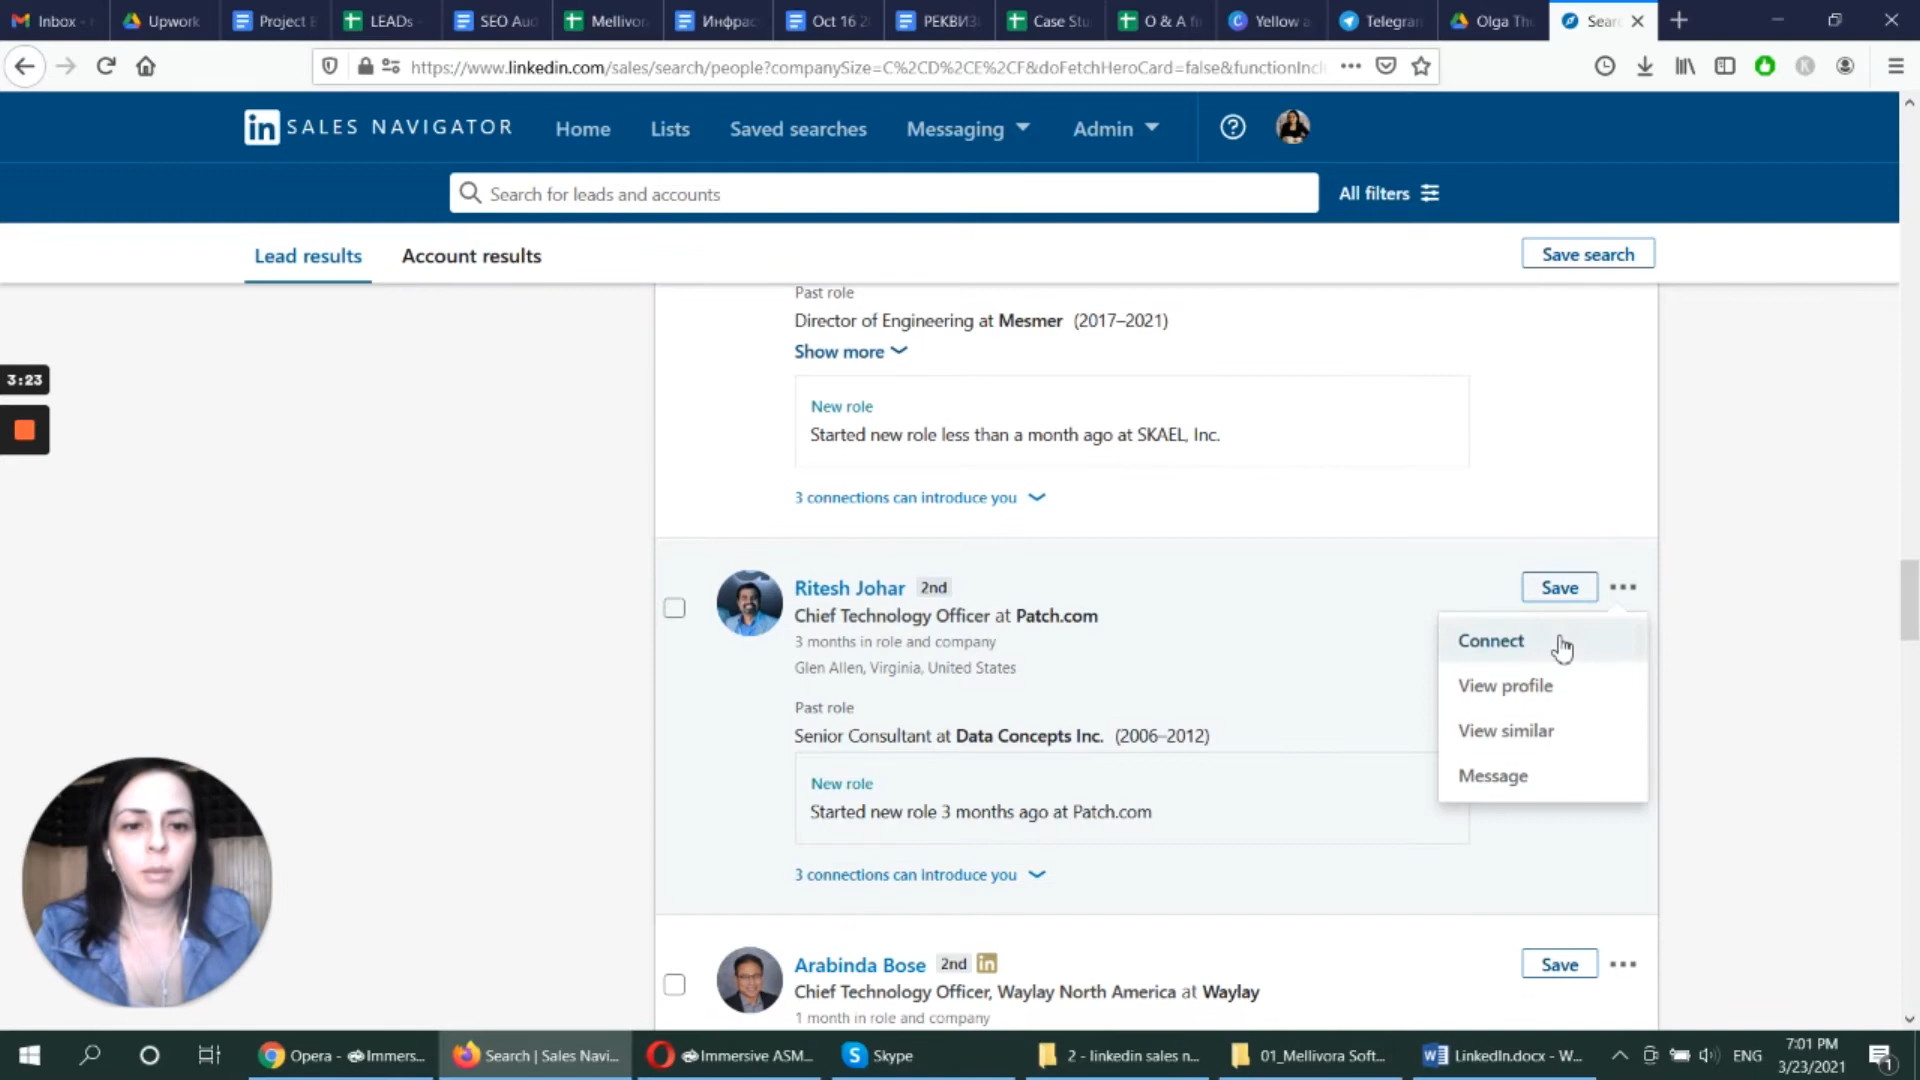 Inbox -
Upwork
Project E
LEADs -
SEO Aud
Mellivor
Инфрас
Oct 16 2
РЕКВИЗ
Case Stu
O & A fi
Yellow a
Telegran
Olga Thu
Sear
https://www.linkedin.com/sales/search/people?companySize=C%2CD%2CE%2CF&doFetchHeroCard=false&functionIncl
in SALES NAVIGATOR
Home
Lists
Saved searches
Messaging
Admin
Search for leads and accounts
All filters
Lead results
Account results
Save search
Past role
Director of Engineering at Mesmer (2017–2021)
Show more
3:23
New role
Started new role less than a month ago at SKAEL, Inc.
3 connections can introduce you
Ritesh Johar 2nd
Save
Chief Technology Officer at Patch.com
3 months in role and company
Connect
Glen Allen, Virginia, United States
View profile
Past role
Senior Consultant at Data Concepts Inc. (2006–2012)
View similar
New role
Message
Started new role 3 months ago at Patch.com
3 connections can introduce you
Arabinda Bose 2nd in
Save
Chief Technology Officer, Waylay North America at Waylay
1 month in role and company
Opera - Immers...
Search | Sales Navi...
Immersive ASM...
Skype
2 - linkedin sales n...
01_Mellivora Soft...
LinkedIn.docx - W...
ENG
7:01 PM
3/23/2021
1